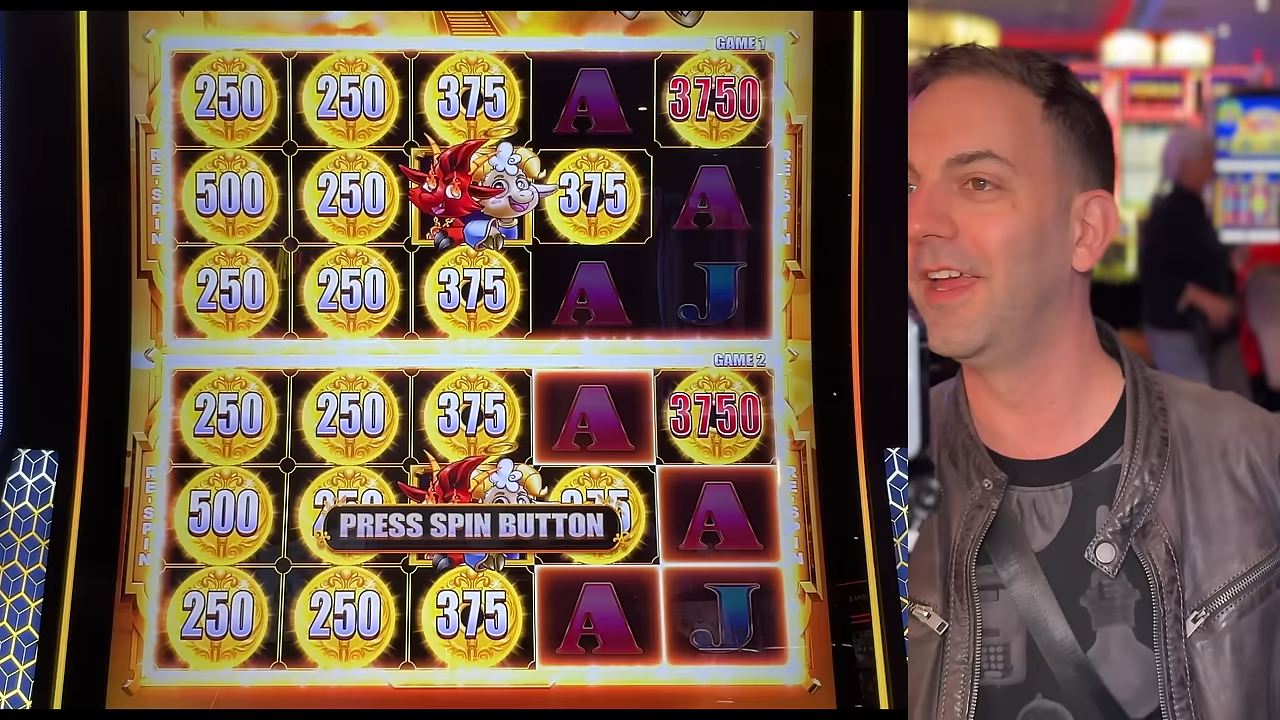 GAME 1
250 250 375 A 3750
RE-SPIN 500 250 375 A RE-SPIN
250 250 375 A J
GAME 2
250 250 375 A 3750
RE-SPIN 500 A RE-SPIN
PRESS SPIN BUTTON
250 250 375 A J